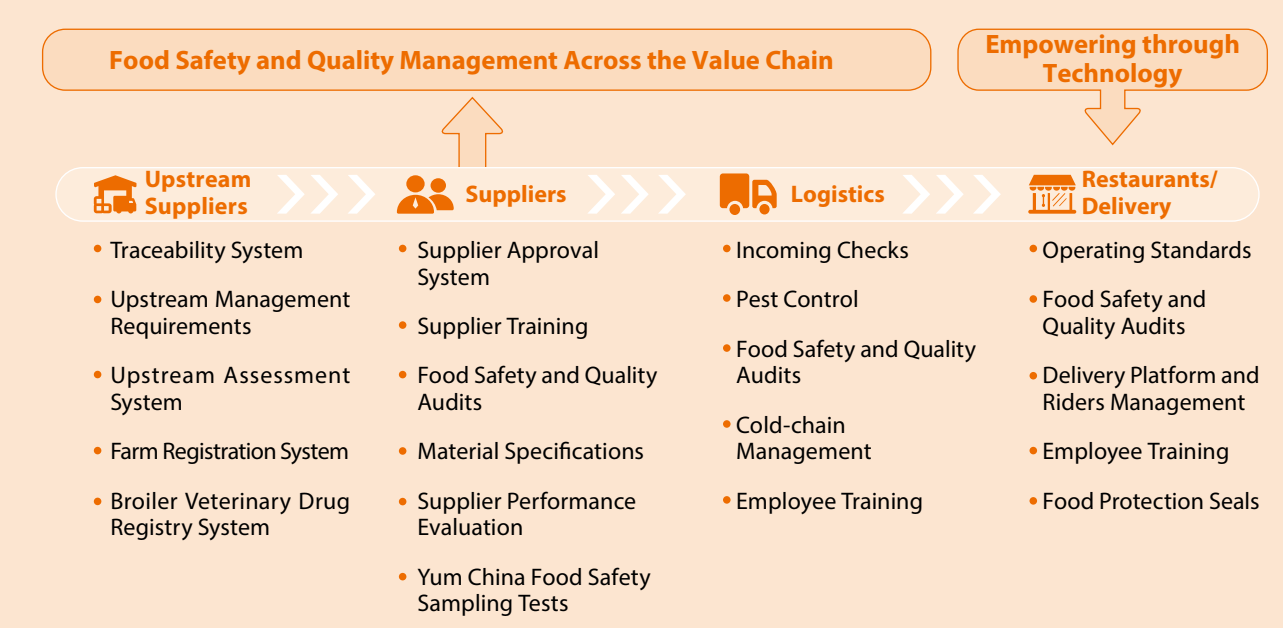 Food Safety and Quality Management Across the Value Chain
Empowering through
Technology
Upstream
Suppliers
Suppliers
Logistics
Restaurants/
Delivery
• Traceability System
• Upstream Management
Requirements
• Upstream Assessment
System
• Farm Registration System
• Broiler Veterinary Drug
Registry System
• Supplier Approval
System
• Supplier Training
• Food Safety and Quality
Audits
• Material Specifications
• Supplier Performance
Evaluation
• Yum China Food Safety
Sampling Tests
• Incoming Checks
• Pest Control
• Food Safety and Quality
Audits
• Cold-chain
Management
• Employee Training
• Operating Standards
• Food Safety and
Quality Audits
• Delivery Platform and
Riders Management
• Employee Training
• Food Protection Seals